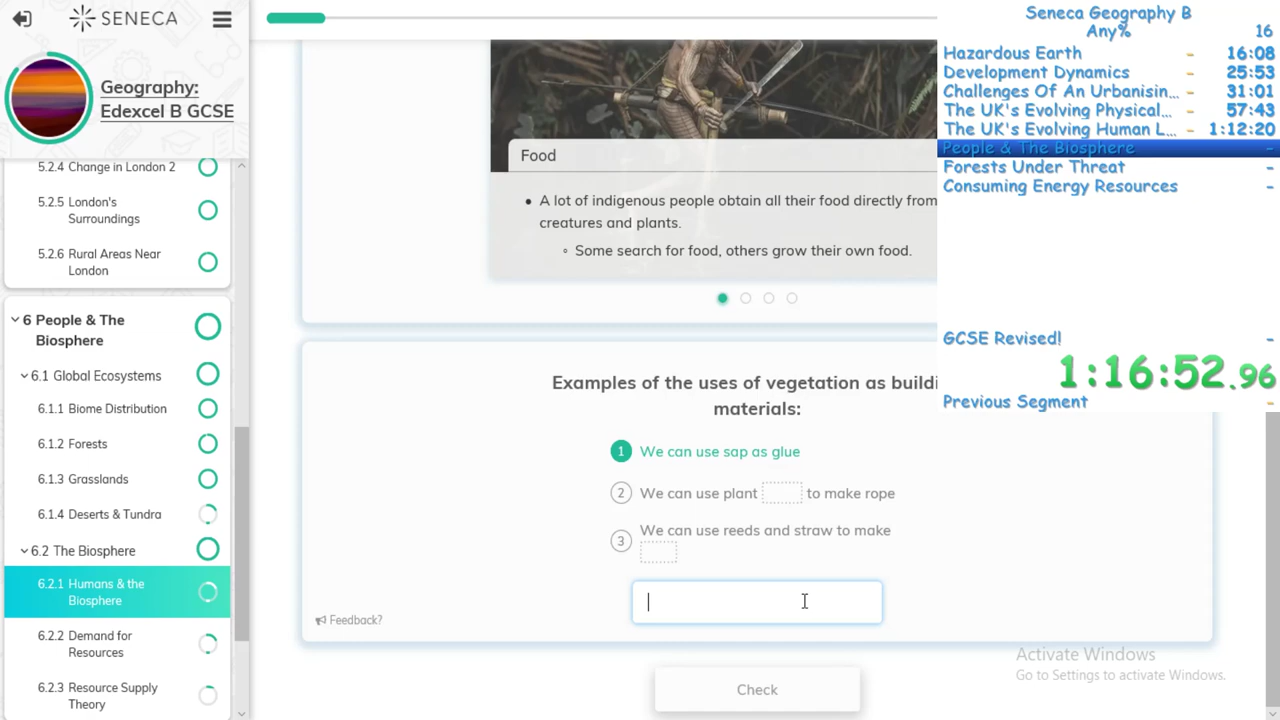 SENECA
Geography:
Edexcel B GCSE
5.2.4 Change in London 2
5.2.5 London's
Surroundings
5.2.6 Rural Areas Near
London
6 People & The
Biosphere
6.1 Global Ecosystems
6.1.1 Biome Distribution
6.1.2 Forests
6.1.3 Grasslands
6.1.4 Deserts & Tundra
6.2 The Biosphere
6.2.1 Humans & the
Biosphere
6.2.2 Demand for
Resources
6.2.3 Resource Supply
Theory
Food
• A lot of indigenous people obtain all their food directly from
creatures and plants.
◦ Some search for food, others grow their own food.
Examples of the uses of vegetation as buildi
materials:
1 We can use sap as glue
2 We can use plant to make rope
3 We can use reeds and straw to make
Feedback?
Check
Activate Windows
Go to Settings to activate Windows.
Seneca Geography B
Any% 16
Hazardous Earth - 16:08
Development Dynamics - 25:53
Challenges Of An Urbanisin... - 31:01
The UK's Evolving Physical... - 57:43
The UK's Evolving Human L... - 1:12:20
People & The Biosphere -
Forests Under Threat -
Consuming Energy Resources -
GCSE Revised! -
1:16:52.96
Previous Segment -